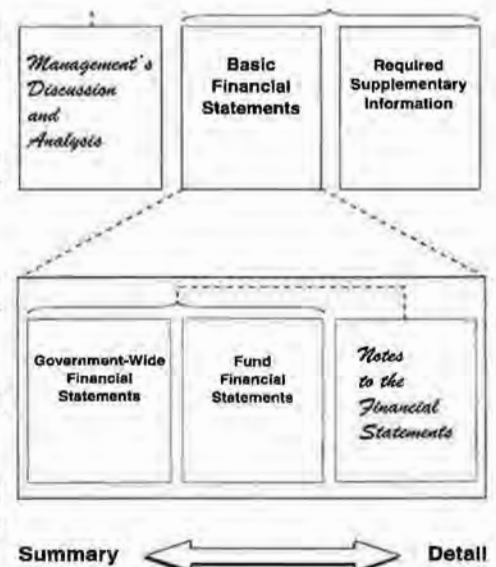 Management's
Discussion
and
Analysis
Basic
Financial
Statements
Required
Supplementary
Information
Government-Wide
Financial
Statements
Fund
Financial
Statements
Notes
to the
Financial
Statements
Summary
Detail